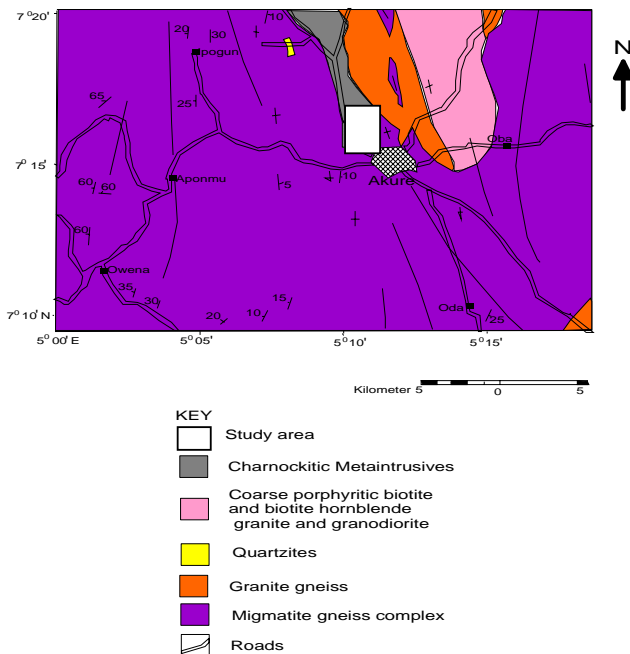 7° 20'
10
20
30
pogun
65
25
Oba
7° 15'
Aponmu
60
60
5
10
Akure
60
Owena
35
30
15
10
20
Oda
25
7° 10' N
5° 00' E
5° 05'
5° 10'
5° 15'
N
Kilometer 5
0
5
KEY
Study area
Charnockitic Metaintrusives
Coarse porphyritic biotite
and biotite hornblende
granite and granodiorite
Quartzites
Granite gneiss
Migmatite gneiss complex
Roads